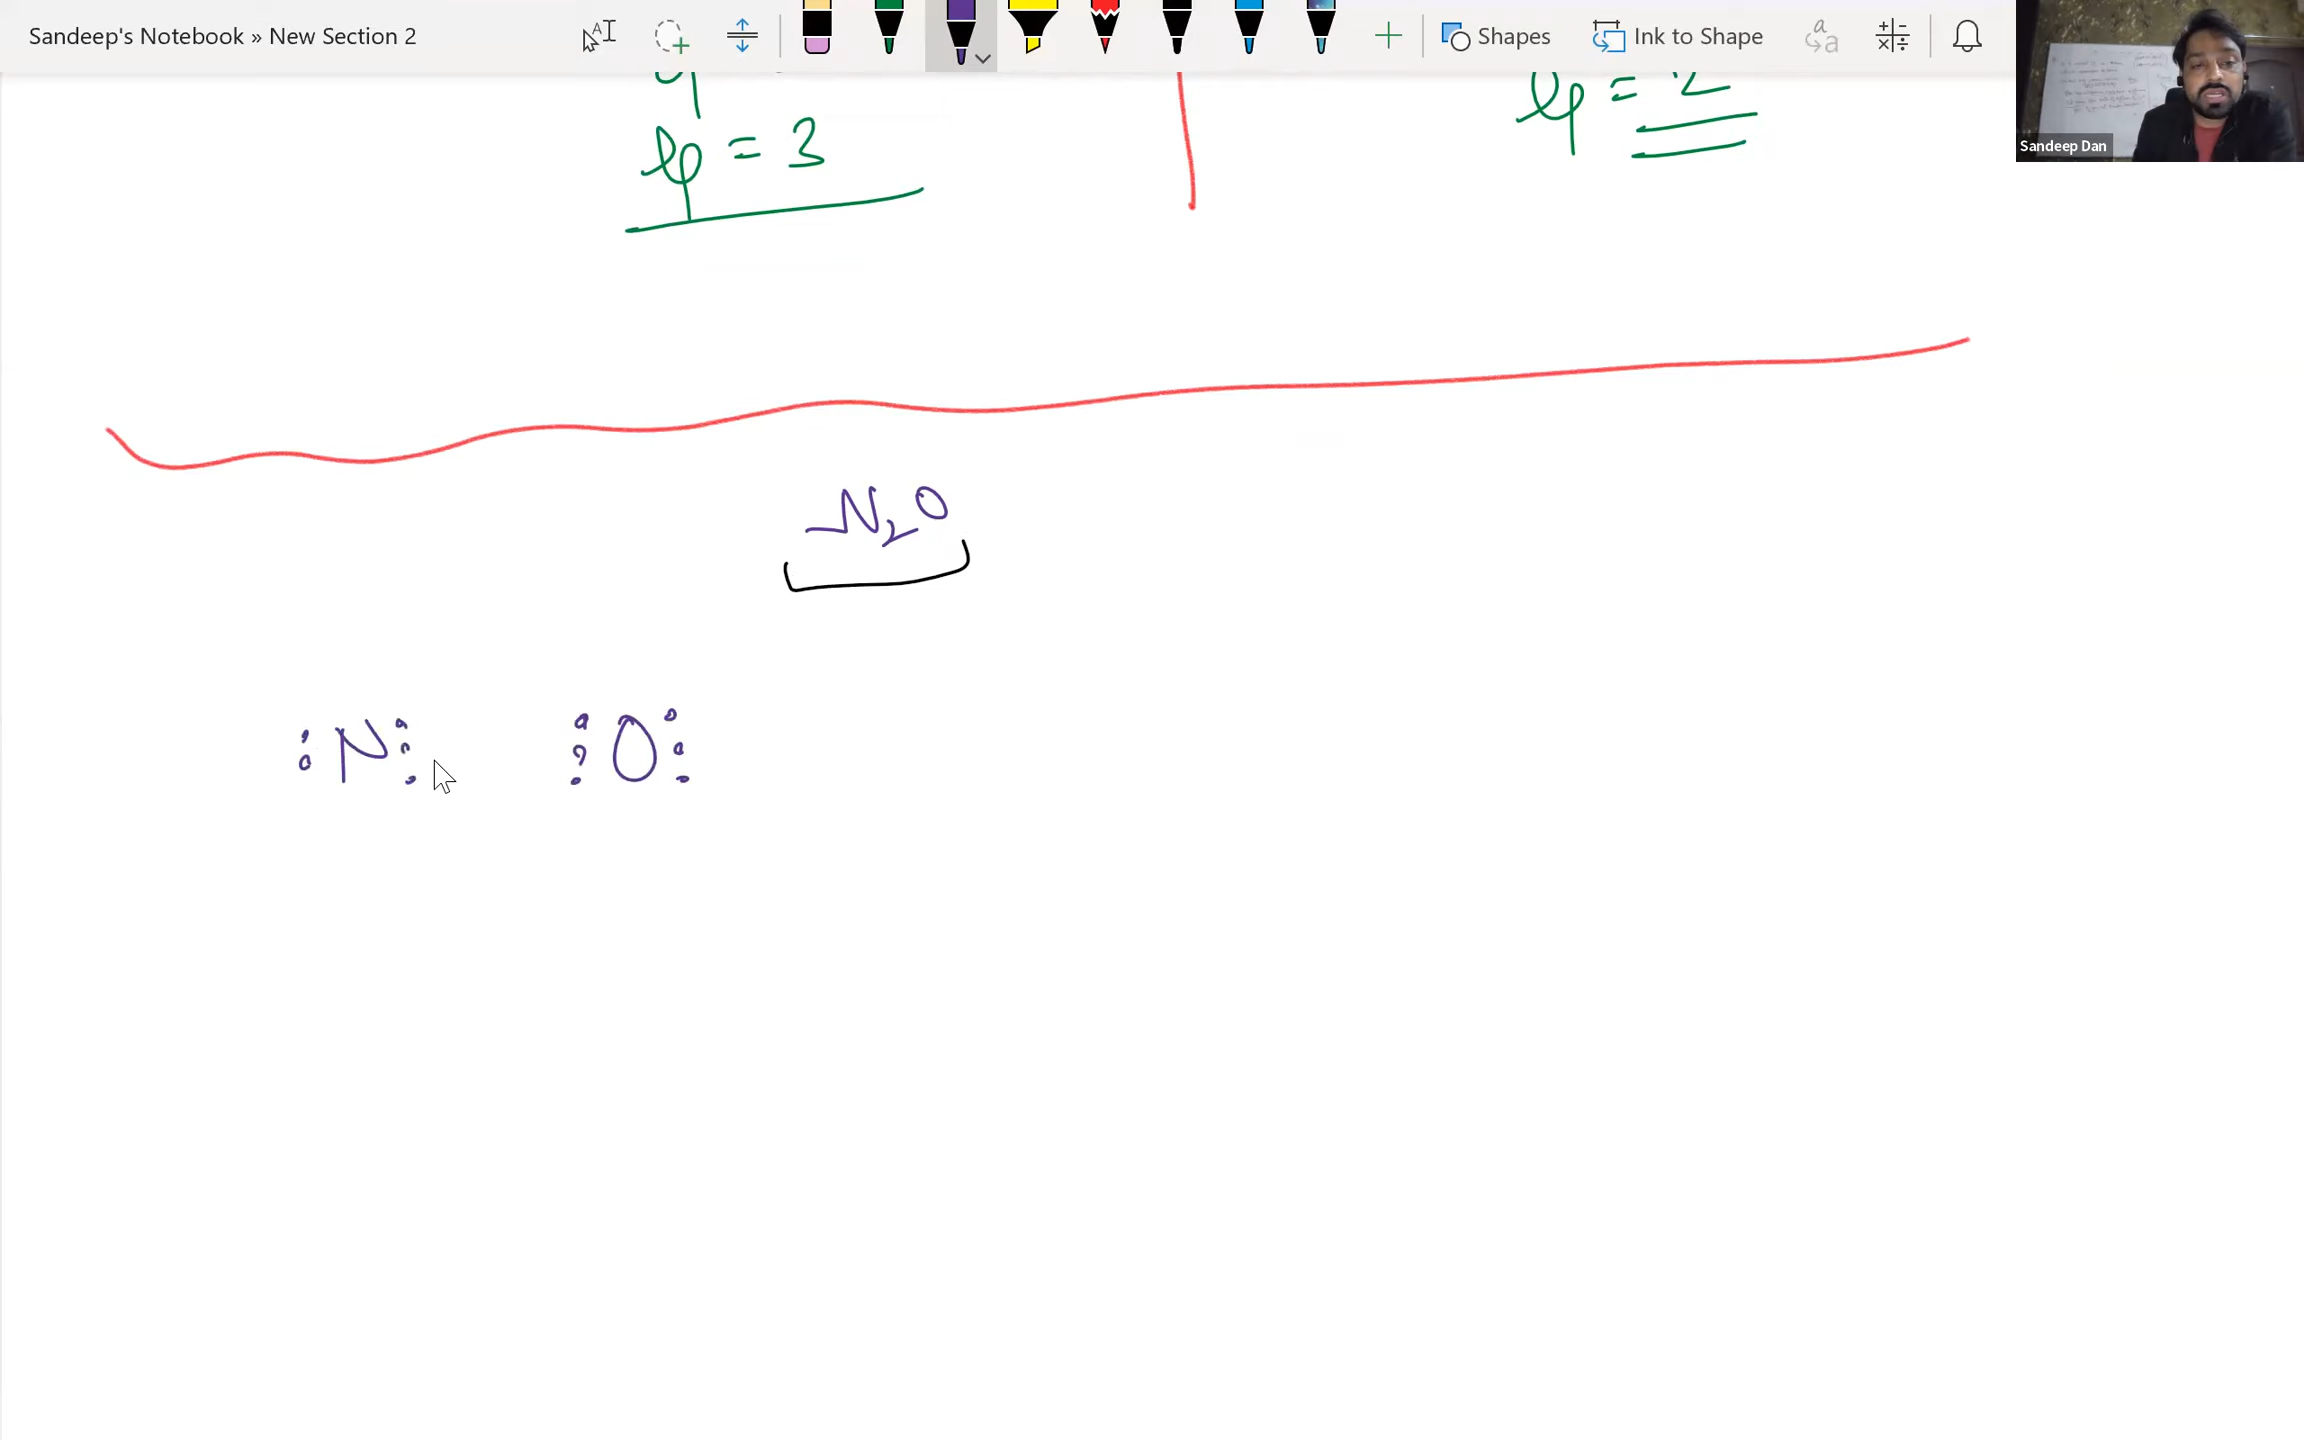 Sandeep's Notebook » New Section 2
Shapes
Ink to Shape
Sandeep Dan
lp = 3
lp = 2
N₂O
:N⋮ ⋮O⋮